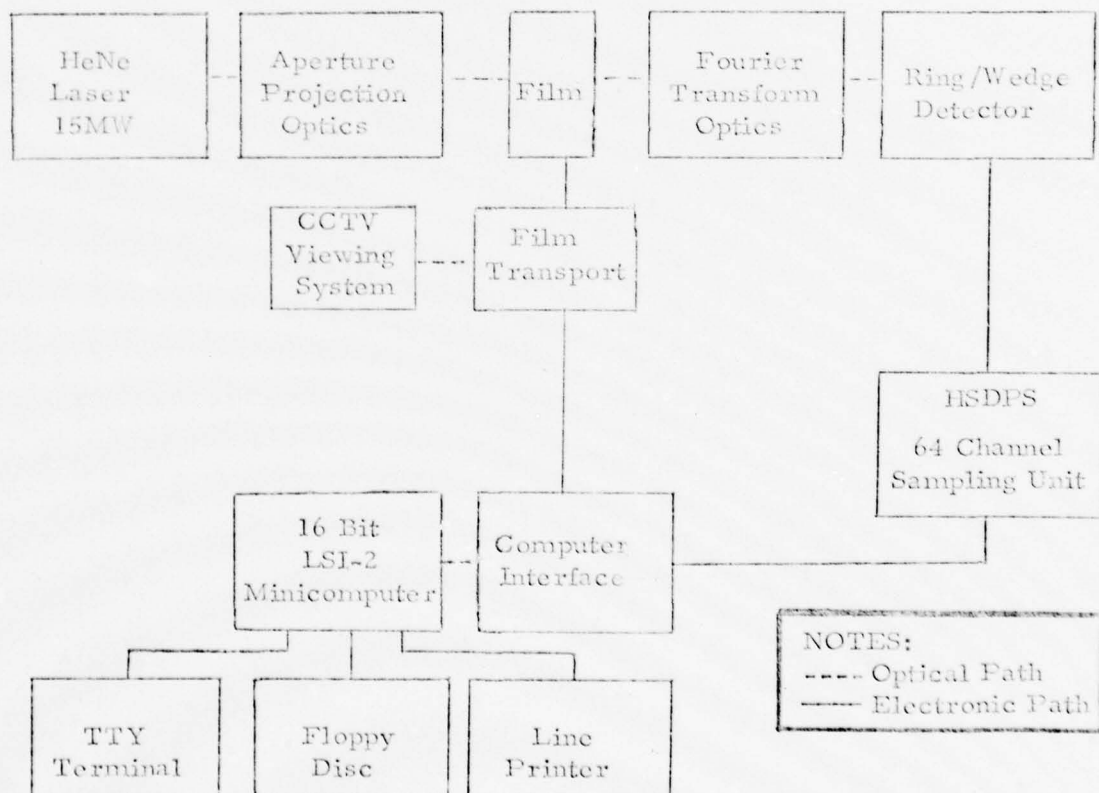 HeNe
Laser
15MW
Aperture
Projection
Optics
Film
Fourier
Transform
Optics
Ring/Wedge
Detector
CCTV
Viewing
System
Film
Transport
HSDPS
64 Channel
Sampling Unit
16 Bit
LSI-2
Minicomputer
Computer
Interface
NOTES:
Optical Path
Electronic Path
TTY
Terminal
Floppy
Disc
Line
Printer